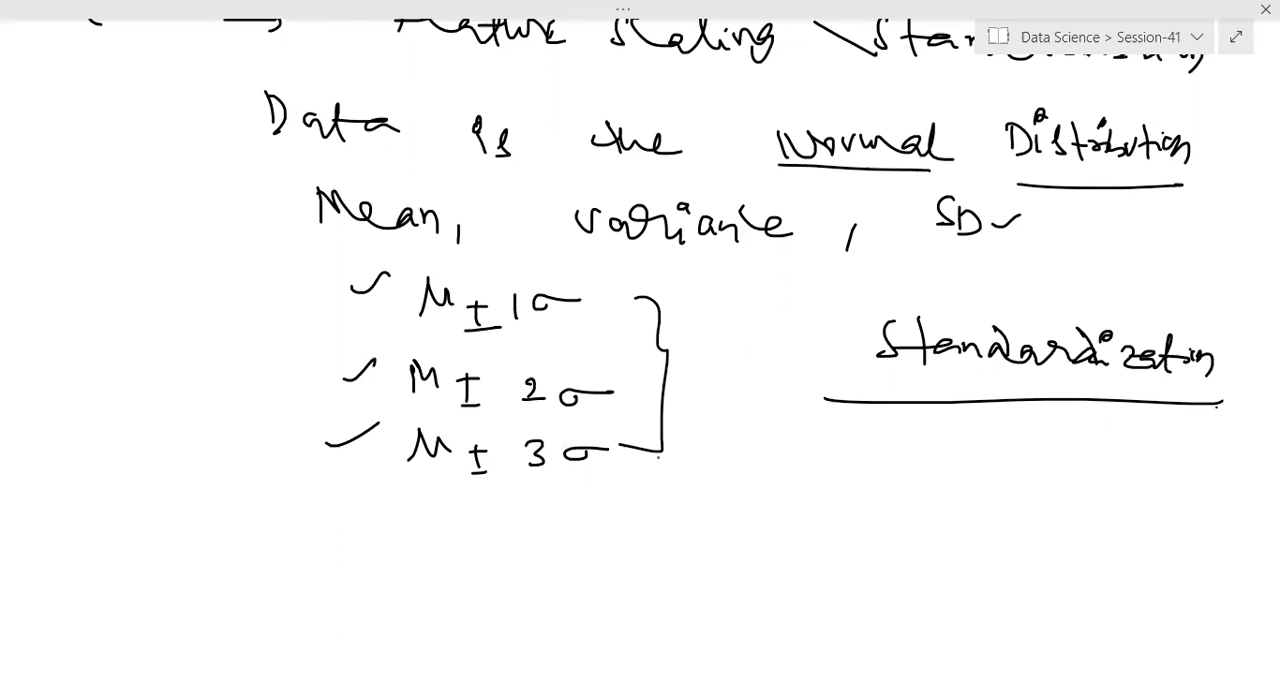 Data Science > Session-41
Feature Scaling
Data is the Normal Distribution
Mean, variance, SD
μ ± 1σ
μ ± 2σ
μ ± 3σ
Standardization